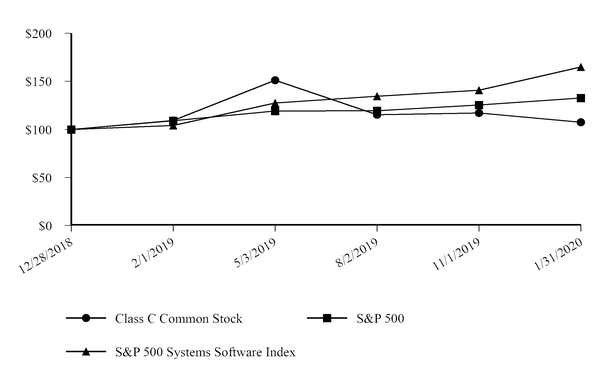 $200
$150
$100
$50
$0
12/28/2018 2/1/2019 5/3/2019 8/2/2019 11/1/2019 1/31/2020
Class C Common Stock S&P 500
S&P 500 Systems Software Index